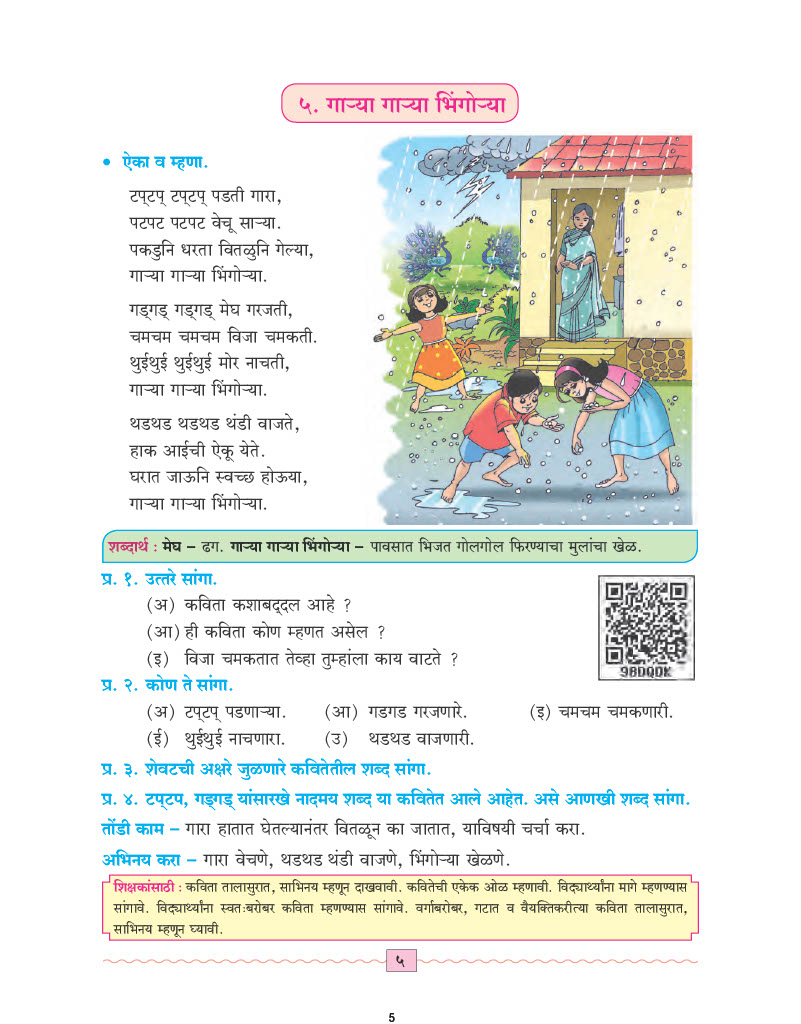 ५. गाऱ्या गाऱ्या भिंगोऱ्या
• ऐका व म्हणा.
टप्‌टप् टप्‌टप् पडती गारा,
पटपट पटपट वेचू साऱ्या.
पकडुनि धरता वितळुनि गेल्या,
गाऱ्या गाऱ्या भिंगोऱ्या.
गड्‌गड् गड्‌गड् मेघ गरजती,
चमचम चमचम विजा चमकती.
थुईथुई थुईथुई मोर नाचती,
गाऱ्या गाऱ्या भिंगोऱ्या.
थडथड थडथड थंडी वाजते,
हाक आईची ऐकू येते.
घरात जाऊनि स्वच्छ होऊया,
गाऱ्या गाऱ्या भिंगोऱ्या.
शब्दार्थ : मेघ – ढग. गाऱ्या गाऱ्या भिंगोऱ्या – पावसात भिजत गोलगोल फिरण्याचा मुलांचा खेळ.
प्र. १. उत्तरे सांगा.
(अ) कविता कशाबद्दल आहे ?
(आ) ही कविता कोण म्हणत असेल ?
(इ) विजा चमकतात तेव्हा तुम्हांला काय वाटते ?
98DQDK
प्र. २. कोण ते सांगा.
(अ) टप्‌टप् पडणाऱ्या. (आ) गडगड गरजणारे. (इ) चमचम चमकणारी.
(ई) थुईथुई नाचणारा. (उ) थडथड वाजणारी.
प्र. ३. शेवटची अक्षरे जुळणारे कवितेतील शब्द सांगा.
प्र. ४. टप्‌टप, गड्‌गड् यांसारखे नादमय शब्द या कवितेत आले आहेत. असे आणखी शब्द सांगा.
तोंडी काम – गारा हातात घेतल्यानंतर वितळून का जातात, याविषयी चर्चा करा.
अभिनय करा – गारा वेचणे, थडथड थंडी वाजणे, भिंगोऱ्या खेळणे.
शिक्षकांसाठी : कविता तालासुरात, साभिनय म्हणून दाखवावी. कवितेची एकेक ओळ म्हणावी. विद्यार्थ्यांना मागे म्हणण्यास
सांगावे. विद्यार्थ्यांना स्वतःबरोबर कविता म्हणण्यास सांगावे. वर्गाबरोबर, गटात व वैयक्तिकरीत्या कविता तालासुरात,
साभिनय म्हणून घ्यावी.
५
5